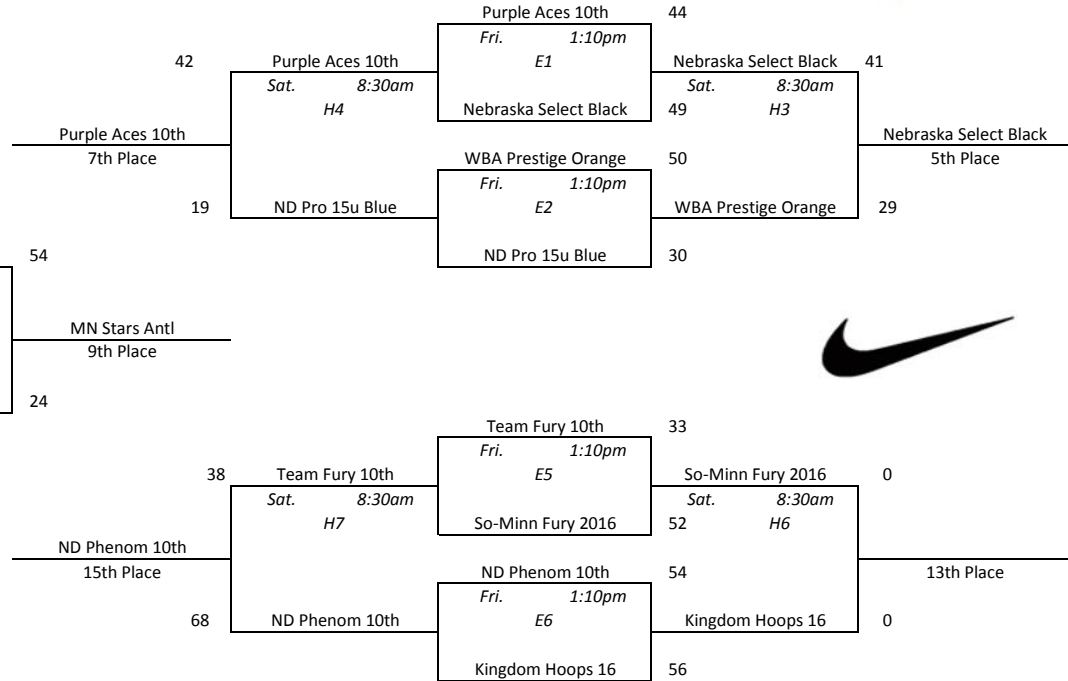 Purple Aces 10th 44
Fri. 1:10pm
42 Purple Aces 10th E1 Nebraska Select Black 41
Sat. 8:30am Sat. 8:30am
H4 Nebraska Select Black 49 H3
Purple Aces 10th Nebraska Select Black
7th Place WBA Prestige Orange 50 5th Place
Fri. 1:10pm
19 ND Pro 15u Blue E2 WBA Prestige Orange 29
54 ND Pro 15u Blue 30
MN Stars Antl
9th Place
24
Team Fury 10th 33
Fri. 1:10pm
38 Team Fury 10th E5 So-Minn Fury 2016 0
Sat. 8:30am Sat. 8:30am
H7 So-Minn Fury 2016 52 H6
ND Phenom 10th
15th Place ND Phenom 10th 54 13th Place
Fri. 1:10pm
68 ND Phenom 10th E6 Kingdom Hoops 16 0
Kingdom Hoops 16 56